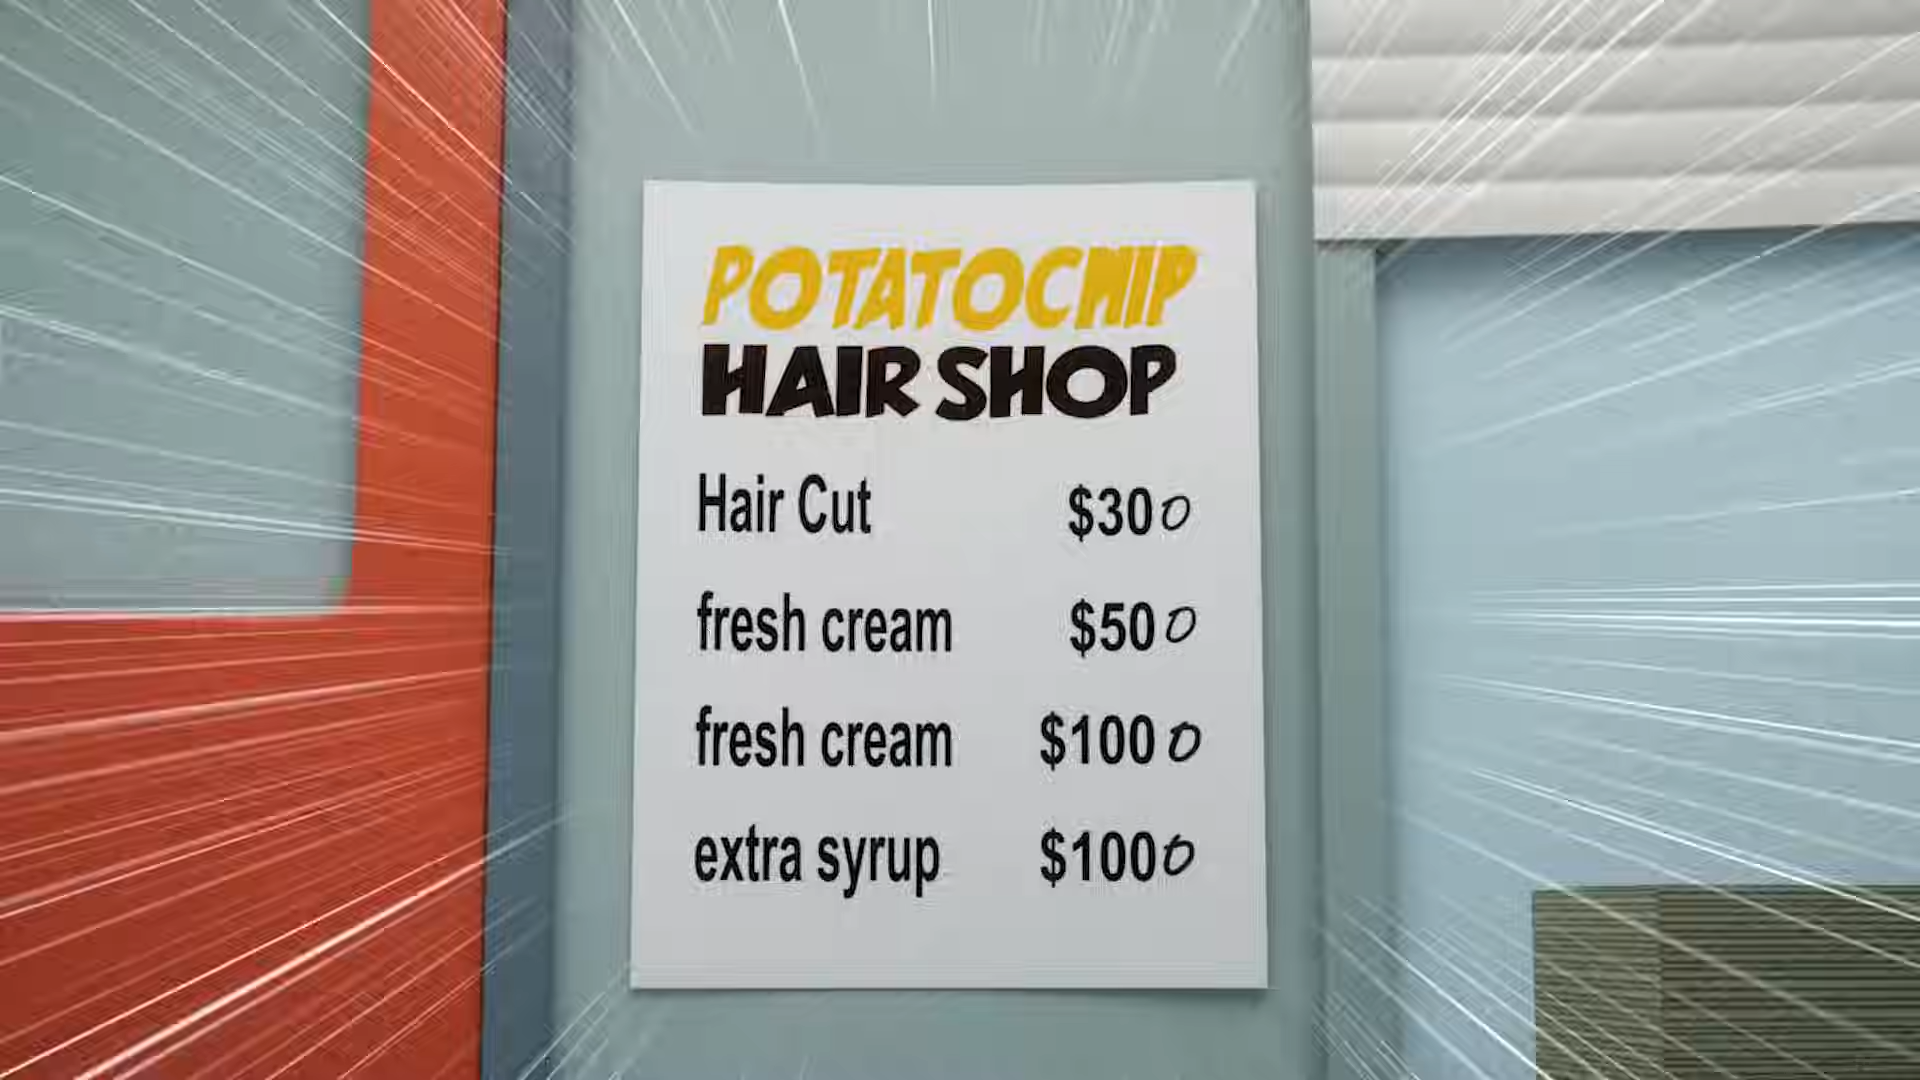 POTATOCHIP
HAIR SHOP
Hair Cut $300
fresh cream $500
fresh cream $1000
extra syrup $1000